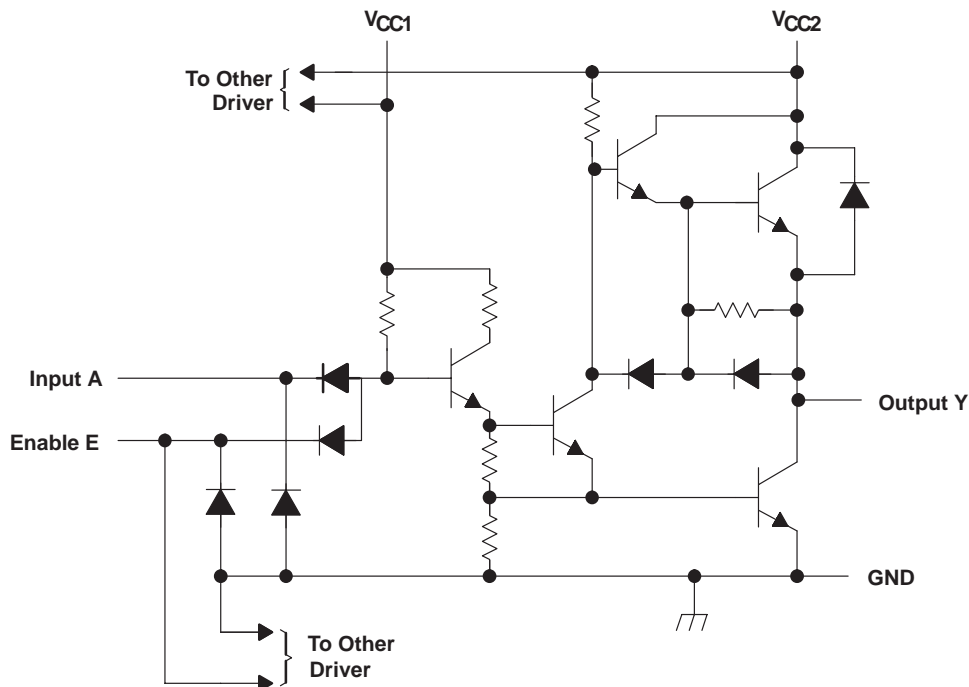 VCC1
VCC2
To Other
Driver
Input A
Enable E
Output Y
GND
To Other
Driver